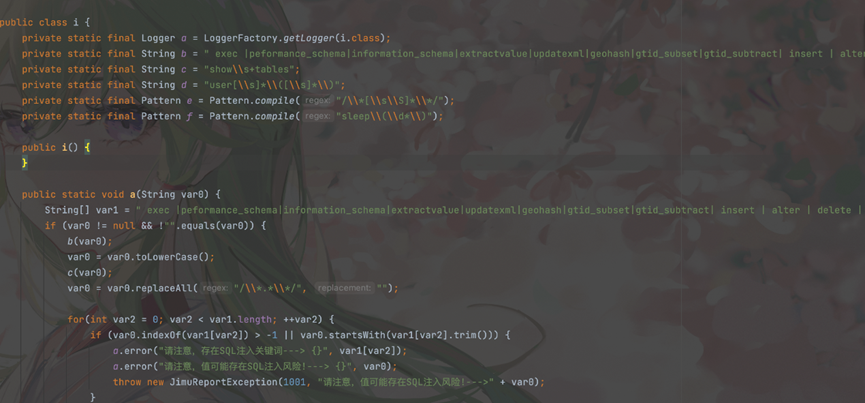 public class i {
private static final Logger a = LoggerFactory.getLogger(i.class);
private static final String b = " exec |peformance_schema|information_schema|extractvalue|updatexml|geohash|gtid_subset|gtid_subtract| insert | alter
private static final String c = "show\\s+tables";
private static final String d = "user[\\s]*\\([\\s]*\\)";
private static final Pattern e = Pattern.compile( regex: "/\\*[\\s\\S]*\\*/");
private static final Pattern f = Pattern.compile( regex: "sleep\\(\\d*\\)");
public i() {
}
public static void a(String var0) {
String[] var1 = " exec |peformance_schema|information_schema|extractvalue|updatexml|geohash|gtid_subset|gtid_subtract| insert | alter | delete |
if (var0 != null && !"".equals(var0)) {
b(var0);
var0 = var0.toLowerCase();
c(var0);
var0 = var0.replaceAll( regex: "/\\*.*\\*/", replacement: "");
for(int var2 = 0; var2 < var1.length; ++var2) {
if (var0.indexOf(var1[var2]) > -1 || var0.startsWith(var1[var2].trim())) {
a.error("请注意，存在SQL注入关键词---> {}", var1[var2]);
a.error("请注意，值可能存在SQL注入风险!---> {}", var0);
throw new JimuReportException(1001, "请注意，值可能存在SQL注入风险!--->" + var0);
}